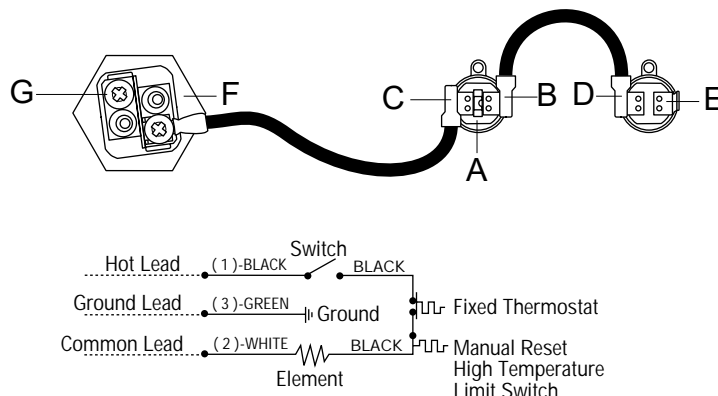 G
F
C
B
D
E
A
Switch
Hot Lead (1)-BLACK BLACK
Ground Lead (3)-GREEN Ground
Fixed Thermostat
Common Lead (2)-WHITE BLACK
Element
Manual Reset
High Temperature
Limit Switch